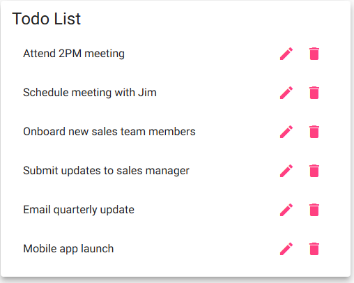 Todo List
Attend 2PM meeting
Schedule meeting with Jim
Onboard new sales team members
Submit updates to sales manager
Email quarterly update
Mobile app launch